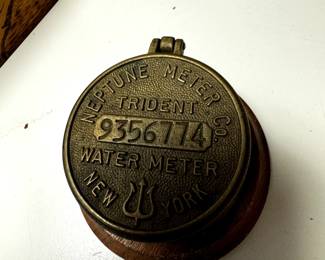 NEPTUNE METER CO.
TRIDENT
9356774
WATER METER
NEW YORK